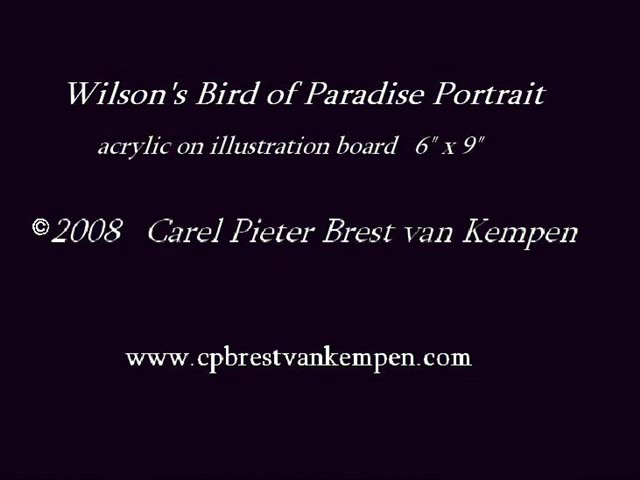 Wilson's Bird of Paradise Portrait
acrylic on illustration board 6" x 9"
©2008 Carel Pieter Brest van Kempen
www.cpbrestvankempen.com